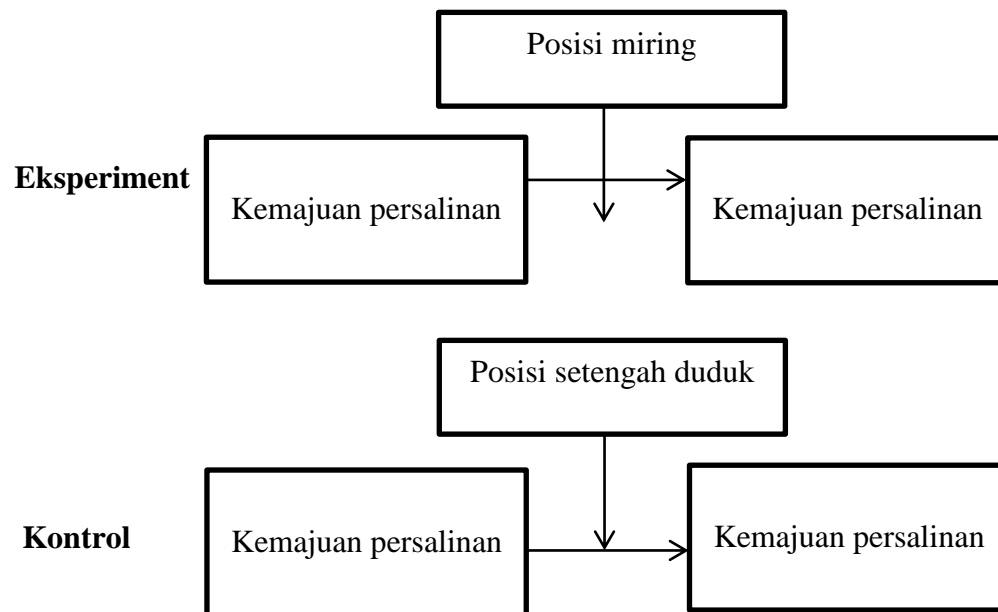 Posisi miring
Eksperiment
Kemajuan persalinan
Kemajuan persalinan
Posisi setengah duduk
Kontrol
Kemajuan persalinan
Kemajuan persalinan